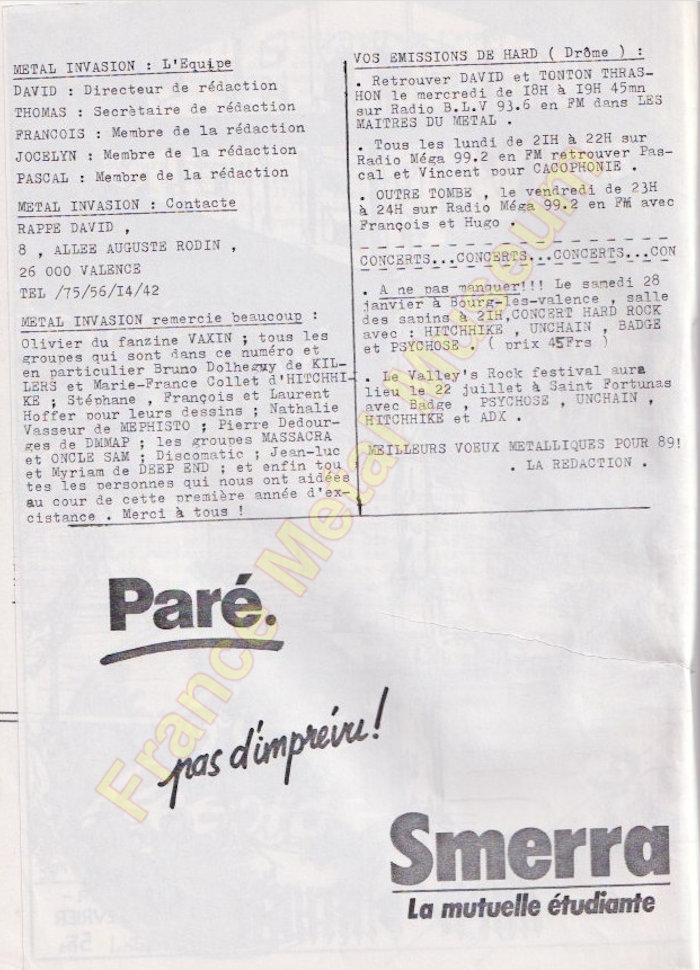 METAL INVASION : L'Equipe
DAVID : Directeur de rédaction
THOMAS : Secrètaire de rédaction
FRANCOIS : Membre de la rédaction
JOCELYN : Membre de la rédaction
PASCAL : Membre de la rédaction
METAL INVASION : Contacte
RAPPE DAVID ,
8 , ALLEE AUGUSTE RODIN ,
26 000 VALENCE
TEL /75/56/I4/42
METAL INVASION remercie beaucoup :
Olivier du fanzine VAXIN ; tous les
groupes qui sont dans ce numéro et
en particulier Bruno Dolheguy de KIL-
LERS et Marie-France Collet d'HITCHHI-
KE ; Stéphane , François et Laurent
Hoffer pour leurs dessins ; Nathalie
Vasseur de MEPHISTO ; Pierre Dedour-
ges de DMMAP ; les groupes MASSACRA
et ONCLE SAM ; Discomatic ; Jean-luc
et Myriam de DEEP END ; et enfin tou
tes les personnes qui nous ont aidées
au cour de cette première année d'ex-
cistance . Merci à tous !
VOS EMISSIONS DE HARD ( Drôme ) :
. Retrouver DAVID et TONTON THRAS-
HON le mercredi de I8H à I9H 45mn
sur Radio B.L.V 93.6 en FM dans LES
MAITRES DU METAL .
. Tous les lundi de 2IH à 22H sur
Radio Méga 99.2 en FM retrouver Pas-
cal et Vincent pour CACOPHONIE .
. OUTRE TOMBE , le vendredi de 23H
à 24H sur Radio Méga 99.2 en FM avec
François et Hugo .
CONCERTS...CONCERTS...CONCERTS...CON
. A ne pas manquer!!! Le samedi 28
janvier à Bourg-les-valence , salle
des sapins à 2IH,CONCERT HARD ROCK
avec : HITCHHIKE , UNCHAIN , BADGE
et PSYCHOSE . ( prix 45Frs )
. Le Valley's Rock festival aura
lieu le 22 juillet à Saint Fortunas
avec Badge , PSYCHOSE , UNCHAIN ,
HITCHHIKE et ADX .
MEILLEURS VOEUX METALLIQUES POUR 89!
. LA REDACTION .
Paré.
pas d'imprévu!
Smerra
La mutuelle étudiante
France Metal Museum